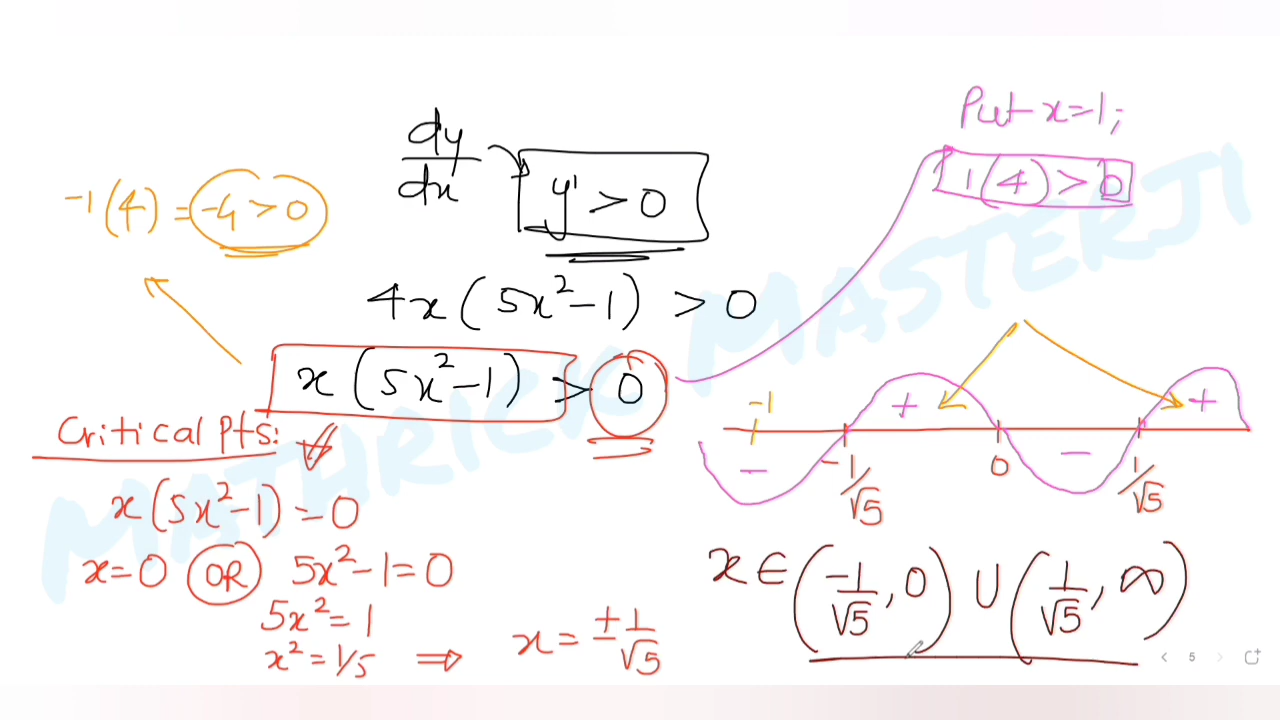 dy/dx
y' > 0
4x(5x²-1) > 0
x(5x²-1) > 0
-1(4) = -4 > 0
Put x=1;
1(4) > 0
Critical Pts:
x(5x²-1) = 0
x=0 OR 5x²-1=0
5x²=1
x²=1/5 ⇒ x=±1/√5
-1 + +
- -
-1/√5 0 1/√5
x∈(-1/√5, 0) ∪ (1/√5, ∞)
< 5 >
MATHRICK MASTERJI